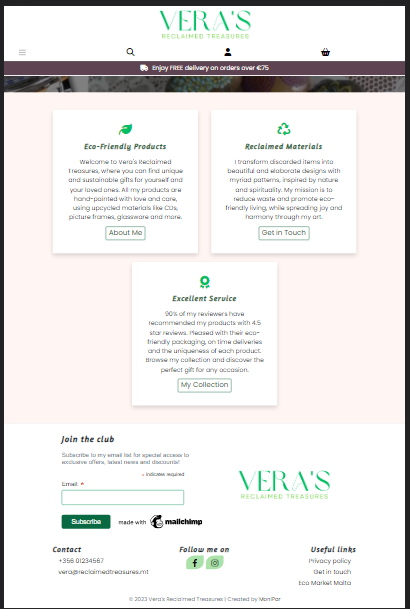 VERA'S
RECLAIMED TREASURES
Enjoy FREE delivery on orders over €75
Eco-Friendly Products
Welcome to Vera's Reclaimed
Treasures, where you can find unique
and sustainable gifts for yourself and
your loved ones. All my products are
hand-painted with love and care,
using upcycled materials like CDs,
picture frames, glassware and more.
About Me
Reclaimed Materials
I transform discarded items into
beautiful and elaborate designs with
myriad patterns, inspired by nature
and spirituality. My mission is to
reduce waste and promote eco-
friendly living, while spreading joy and
harmony through my art.
Get in Touch
Excellent Service
90% of my reviewers have
recommended my products with 4.5
star reviews. Pleased with their eco-
friendly packaging, on time deliveries
and the uniqueness of each product.
Browse my collection and discover the
perfect gift for any occasion.
My Collection
Join the club
Subscribe to my email list for special access to
exclusive offers, latest news and discounts!
* indicates required
Email *
Subscribe
made with mailchimp
VERA'S
RECLAIMED TREASURES
Contact
+356 01234567
vera@reclaimedtreasures.mt
Follow me on
Useful links
Privacy policy
Get in touch
Eco Market Malta
© 2023 Vera's Reclaimed Treasures | Created by MonPar